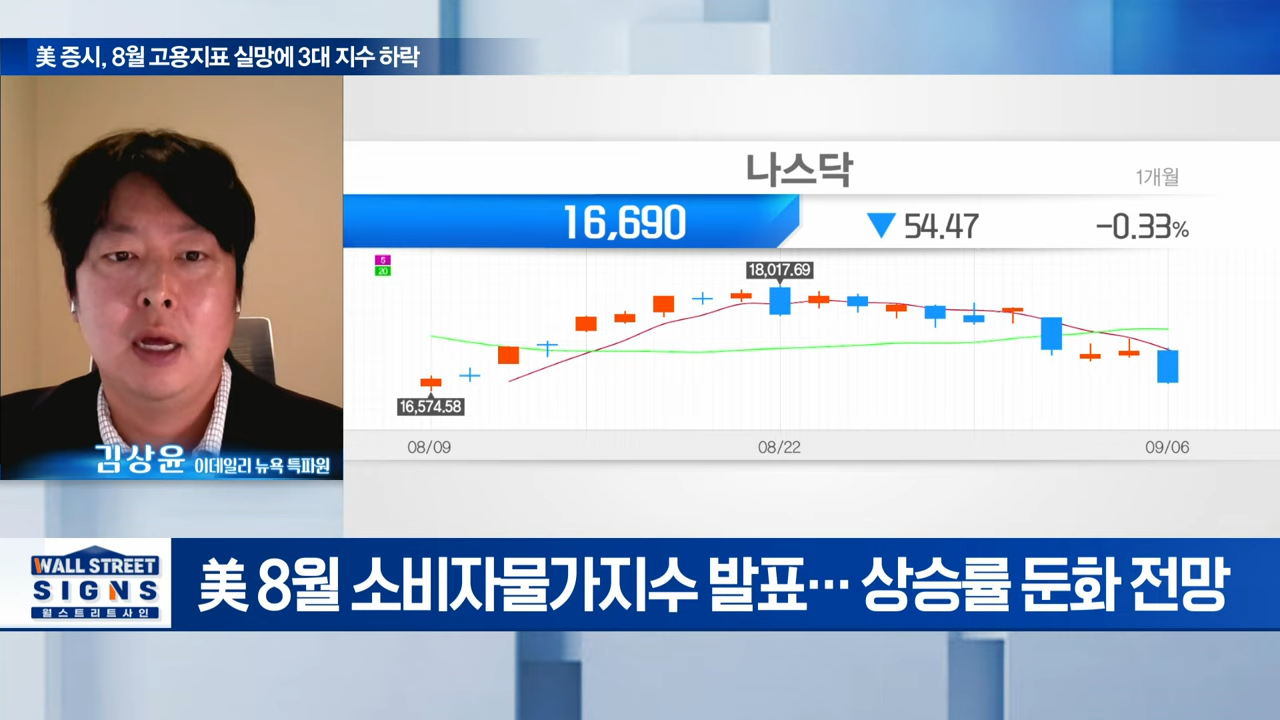 美 증시, 8월 고용지표 실망에 3대 지수 하락
나스닥
1개월
16,690
▼ 54.47
-0.33%
5
20
18,017.69
16,574.58
08/09
08/22
09/06
김상윤 이데일리 뉴욕 특파원
WALL STREET
SIGNS
월스트리트사인
美 8월 소비자물가지수 발표… 상승률 둔화 전망